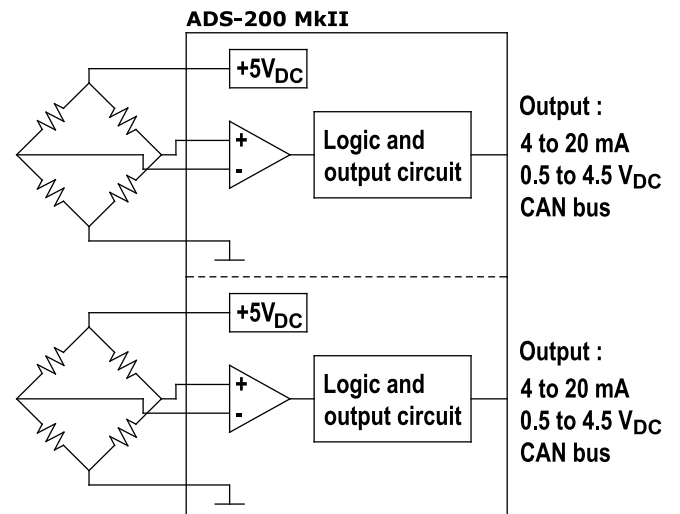 ADS-200 MkII
+5VDC
+
-
Logic and
output circuit
Output :
4 to 20 mA
0.5 to 4.5 VDC
CAN bus
+5VDC
+
-
Logic and
output circuit
Output :
4 to 20 mA
0.5 to 4.5 VDC
CAN bus